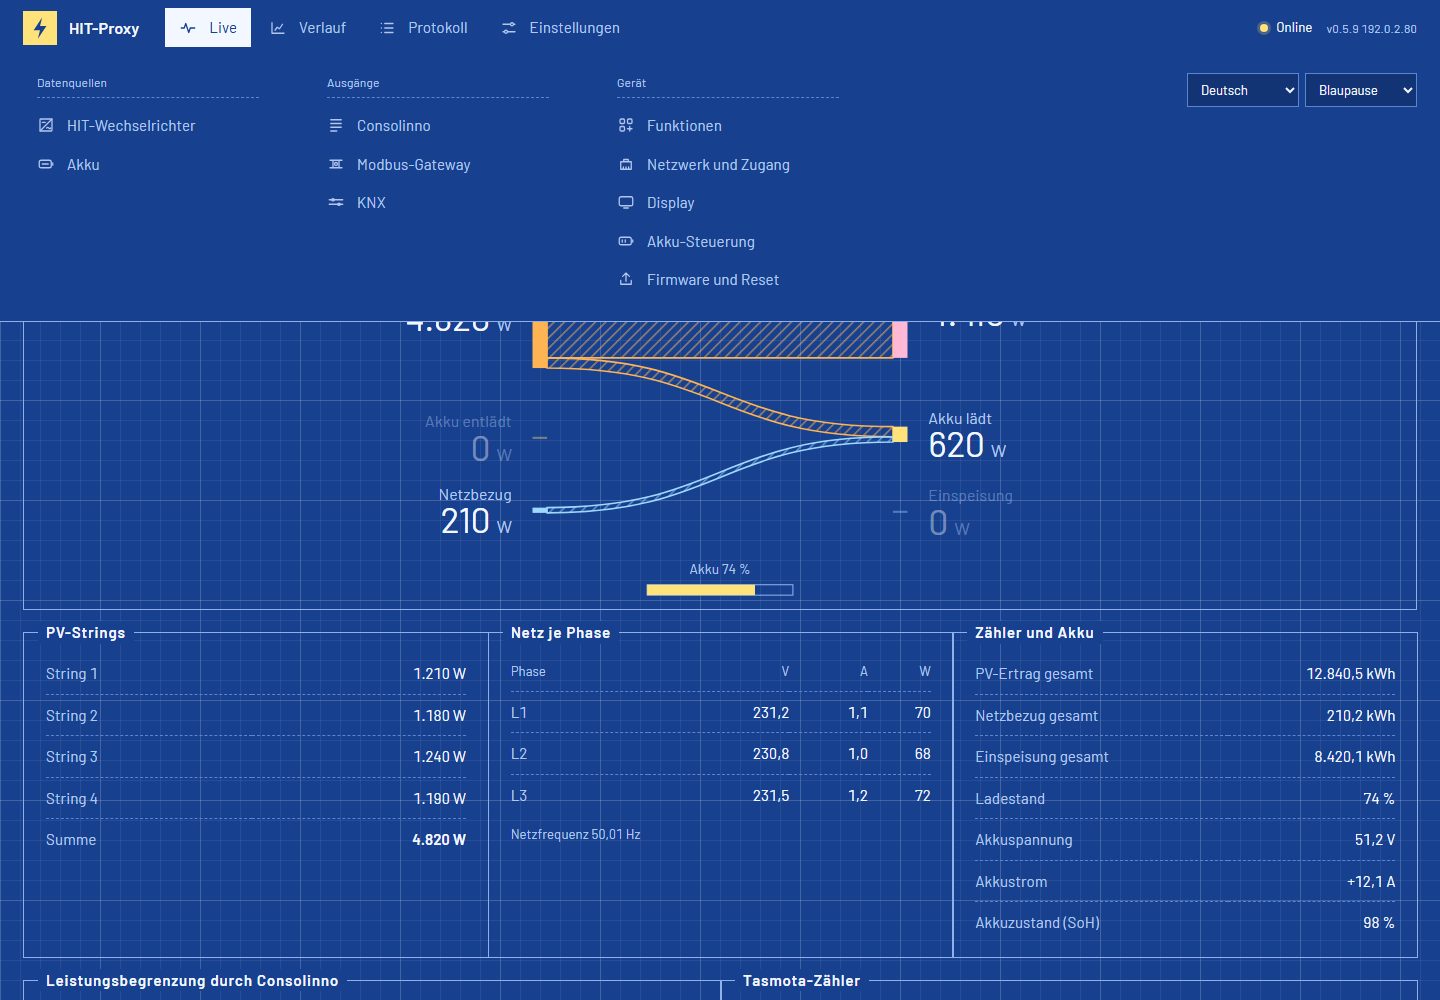 HIT-Proxy
Live
Verlauf
Protokoll
Einstellungen
Online
v0.5.9 192.0.2.80
Datenquellen
HIT-Wechselrichter
Akku
Ausgänge
Consolinno
Modbus-Gateway
KNX
Gerät
Funktionen
Netzwerk und Zugang
Display
Akku-Steuerung
Firmware und Reset
Deutsch
Blaupause
4.820 W
W
Akku entlädt
0 W
Netzbezug
210 W
Akku lädt
620 W
Einspeisung
0 W
Akku 74 %
PV-Strings
String 1 1.210 W
String 2 1.180 W
String 3 1.240 W
String 4 1.190 W
Summe 4.820 W
Netz je Phase
Phase V A W
L1 231,2 1,1 70
L2 230,8 1,0 68
L3 231,5 1,2 72
Netzfrequenz 50,01 Hz
Zähler und Akku
PV-Ertrag gesamt 12.840,5 kWh
Netzbezug gesamt 210,2 kWh
Einspeisung gesamt 8.420,1 kWh
Ladestand 74 %
Akkuspannung 51,2 V
Akkustrom +12,1 A
Akkuzustand (SoH) 98 %
Leistungsbegrenzung durch Consolinno
Tasmota-Zähler